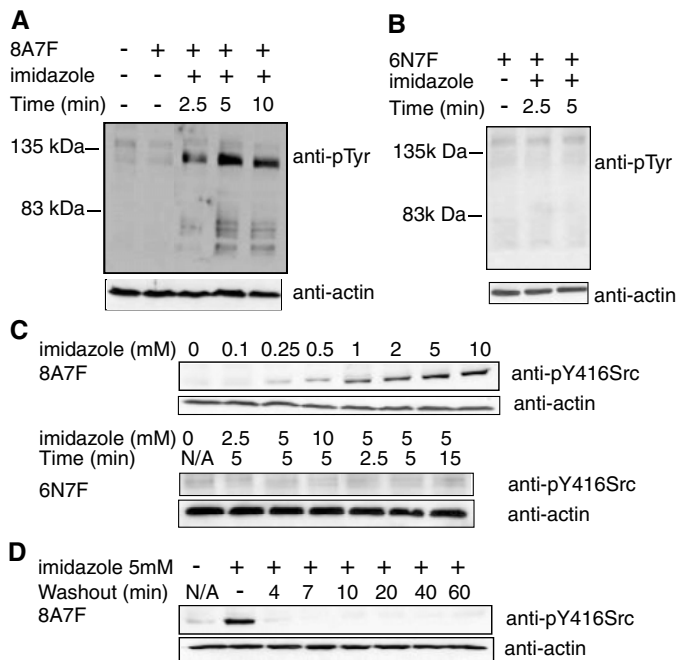 A
8A7F - + + + +
imidazole - - + + +
Time (min) - - 2.5 5 10
135 kDa
anti-pTyr
83 kDa
anti-actin
B
6N7F + + +
imidazole - + +
Time (min) - 2.5 5
135k Da
anti-pTyr
83k Da
anti-actin
C
imidazole (mM) 0 0.1 0.25 0.5 1 2 5 10
8A7F anti-pY416Src
anti-actin
imidazole (mM) 0 2.5 5 10 5 5 5
Time (min) N/A 5 5 5 2.5 5 15
6N7F anti-pY416Src
anti-actin
D
imidazole 5mM - + + + + + + +
Washout (min) N/A - 4 7 10 20 40 60
8A7F anti-pY416Src
anti-actin